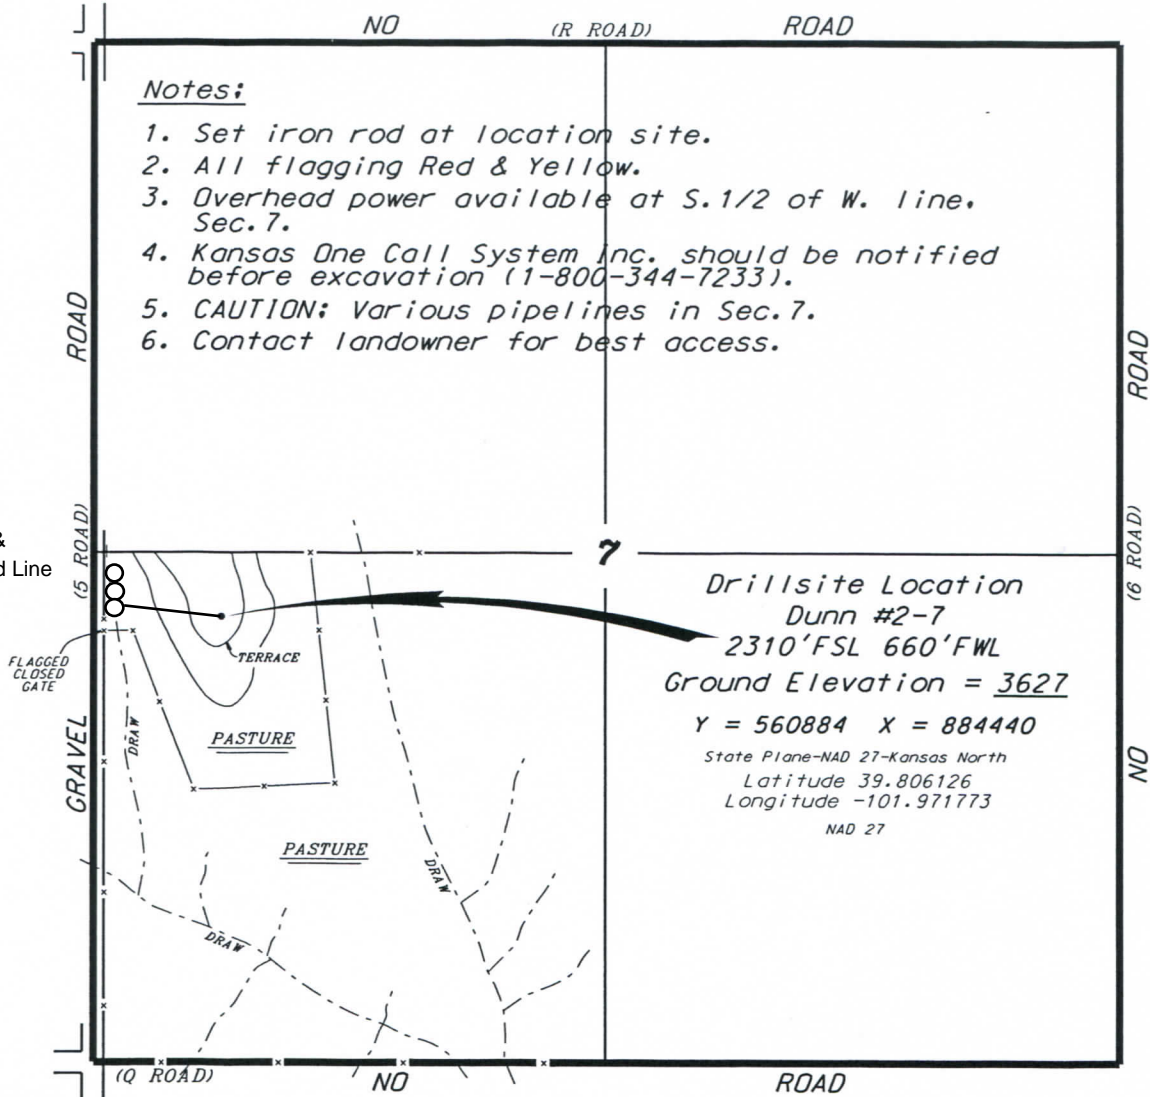 NO (R ROAD) ROAD
Notes:
1. Set iron rod at location site.
2. All flagging Red & Yellow.
3. Overhead power available at S.1/2 of W. line.
Sec.7.
4. Kansas One Call System Inc. should be notified
before excavation (1-800-344-7233).
5. CAUTION: Various pipelines in Sec.7.
6. Contact landowner for best access.
ROAD
ROAD
(5 ROAD)
(6 ROAD)
&
d Line
7
Drillsite Location
Dunn #2-7
2310'FSL 660'FWL
Ground Elevation = 3627
Y = 560884 X = 884440
State Plane-NAD 27-Kansas North
Latitude 39.806126
Longitude -101.971773
NAD 27
TERRACE
FLAGGED
CLOSED
GATE
GRAVEL
DRAW
PASTURE
NO
PASTURE
DRAW
DRAW
(Q ROAD) NO ROAD